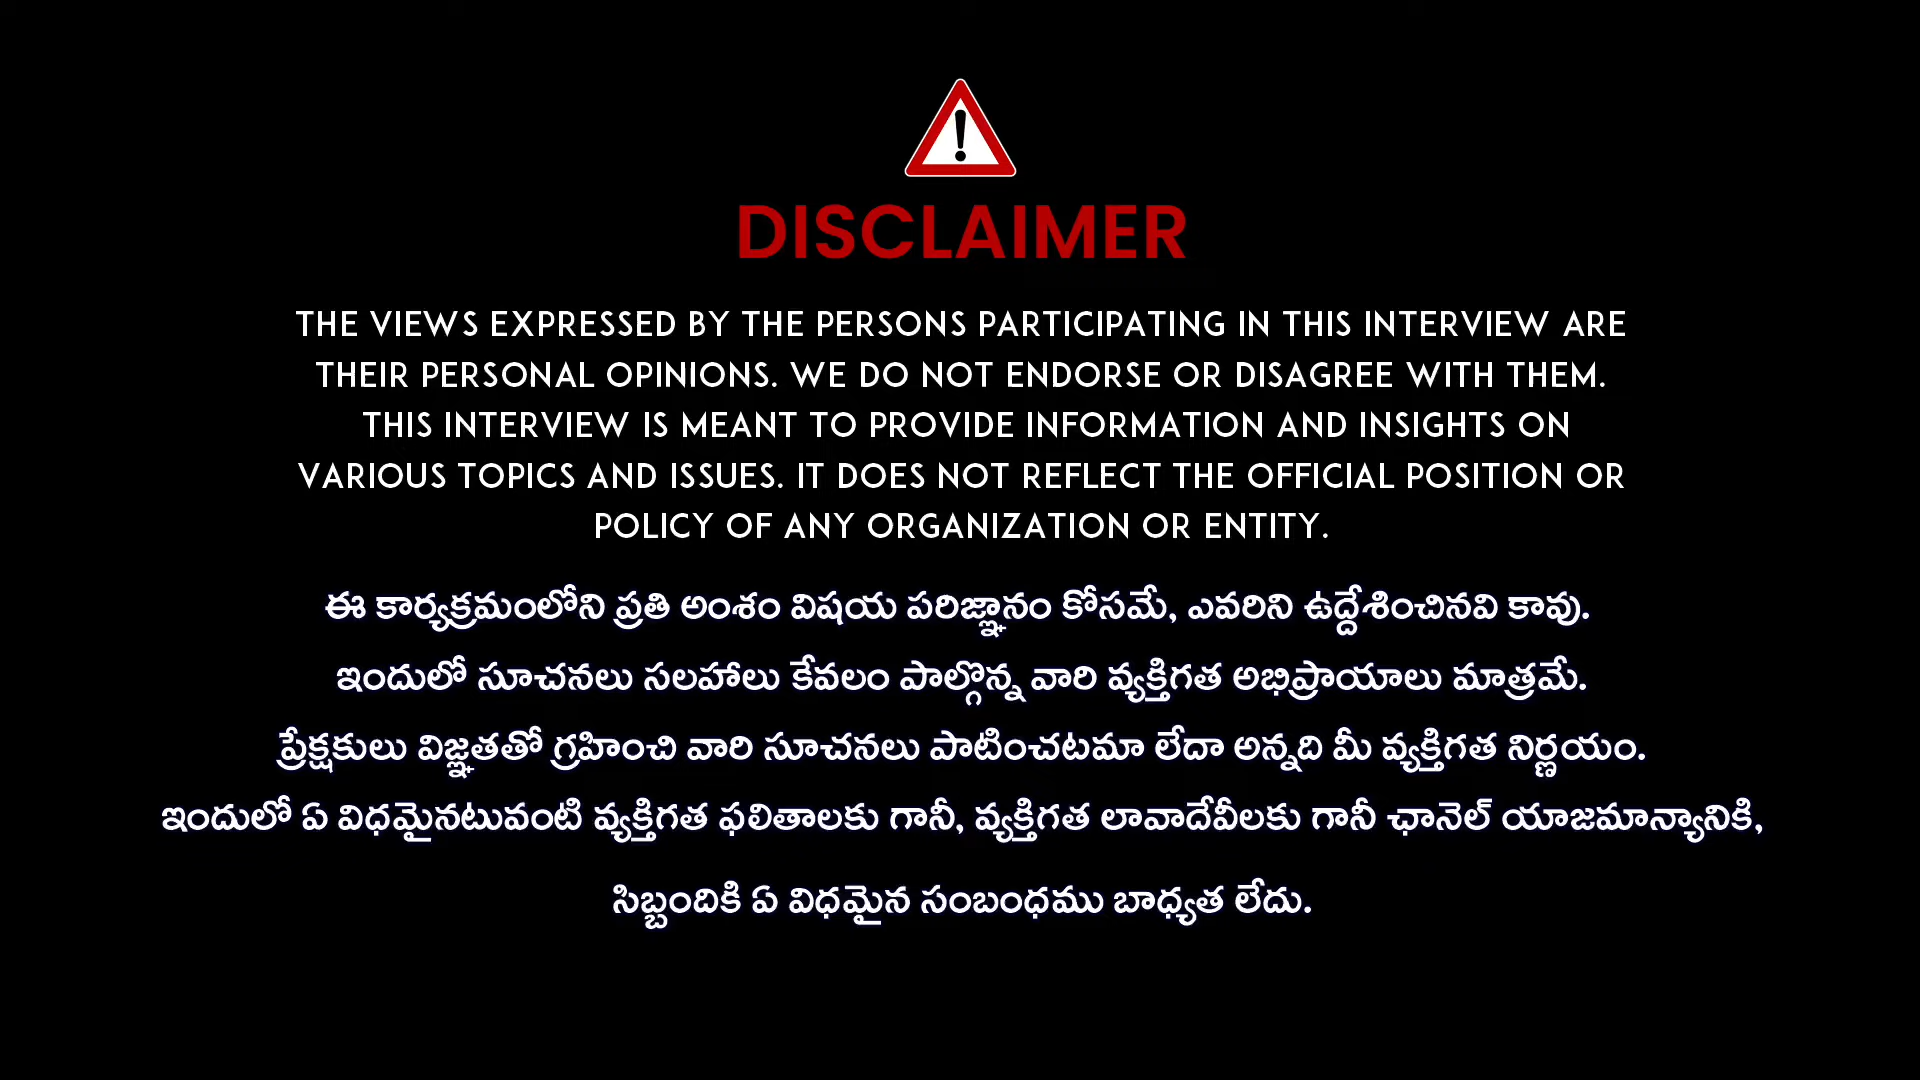 DISCLAIMER
THE VIEWS EXPRESSED BY THE PERSONS PARTICIPATING IN THIS INTERVIEW ARE
THEIR PERSONAL OPINIONS. WE DO NOT ENDORSE OR DISAGREE WITH THEM.
THIS INTERVIEW IS MEANT TO PROVIDE INFORMATION AND INSIGHTS ON
VARIOUS TOPICS AND ISSUES. IT DOES NOT REFLECT THE OFFICIAL POSITION OR
POLICY OF ANY ORGANIZATION OR ENTITY.
ఈ కార్యక్రమంలోని ప్రతి అంశం విషయ పరిజ్ఞానం కోసమే, ఎవరిని ఉద్దేశించినవి కావు.
ఇందులో సూచనలు సలహాలు కేవలం పాల్గొన్న వారి వ్యక్తిగత అభిప్రాయాలు మాత్రమే.
ప్రేక్షకులు విజ్ఞతతో గ్రహించి వారి సూచనలు పాటించటమా లేదా అన్నది మీ వ్యక్తిగత నిర్ణయం.
ఇందులో ఏ విధమైనటువంటి వ్యక్తిగత ఫలితాలకు గానీ, వ్యక్తిగత లావాదేవీలకు గానీ ఛానెల్ యాజమాన్యానికి,
సిబ్బందికి ఏ విధమైన సంబంధము బాధ్యత లేదు.